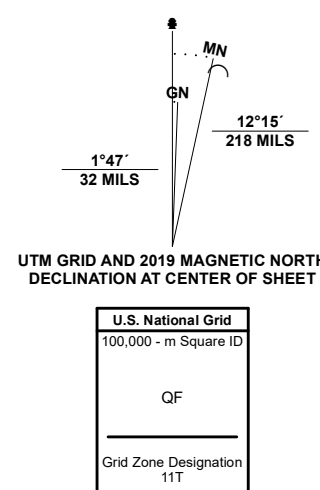 MN
GN
12°15´
218 MILS
1°47´
32 MILS
UTM GRID AND 2019 MAGNETIC NORTH
DECLINATION AT CENTER OF SHEET
U.S. National Grid
100,000 - m Square ID
QF
Grid Zone Designation
11T